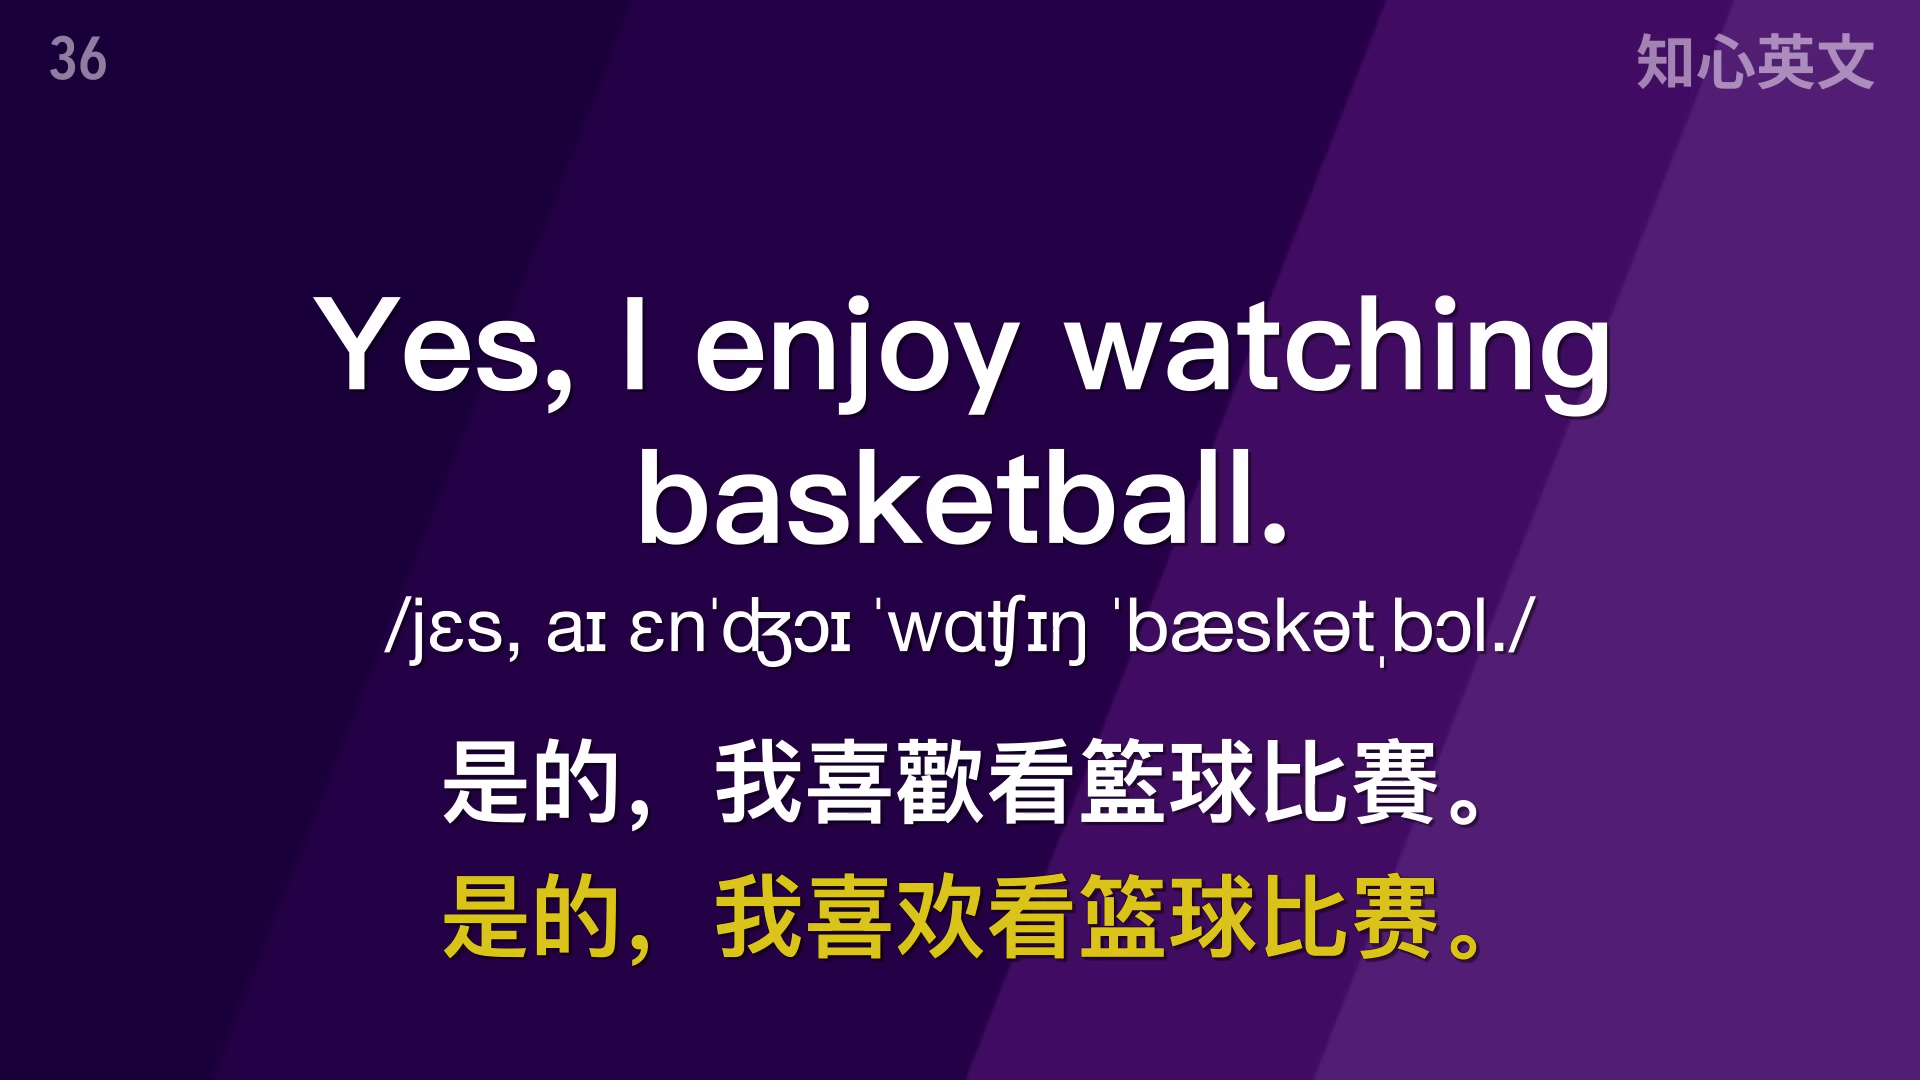 36
知心英文
Yes, I enjoy watching
basketball.
/jɛs, aɪ ɛnˈʤɔɪ ˈwɑʧɪŋ ˈbæskətˌbɔl./
是的，我喜歡看籃球比賽。
是的，我喜欢看篮球比赛。